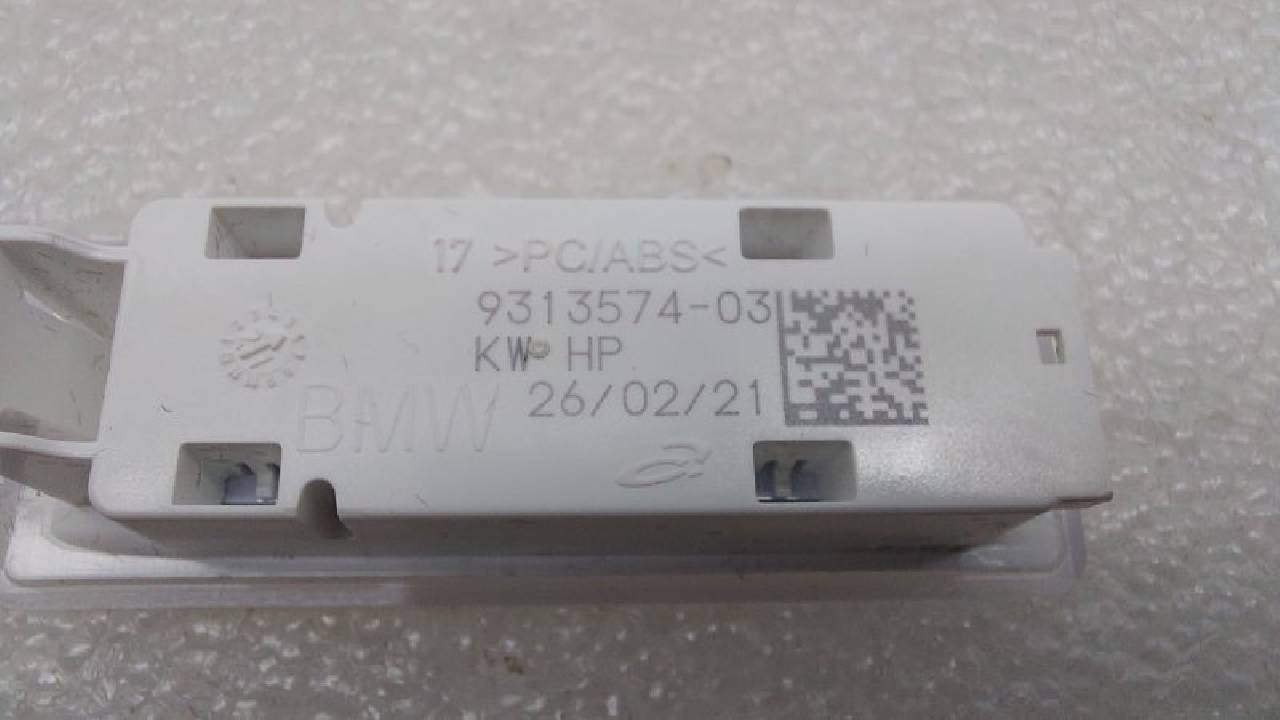 17 >PC/ABS<
9313574-03
KW HP
26/02/21
BMW